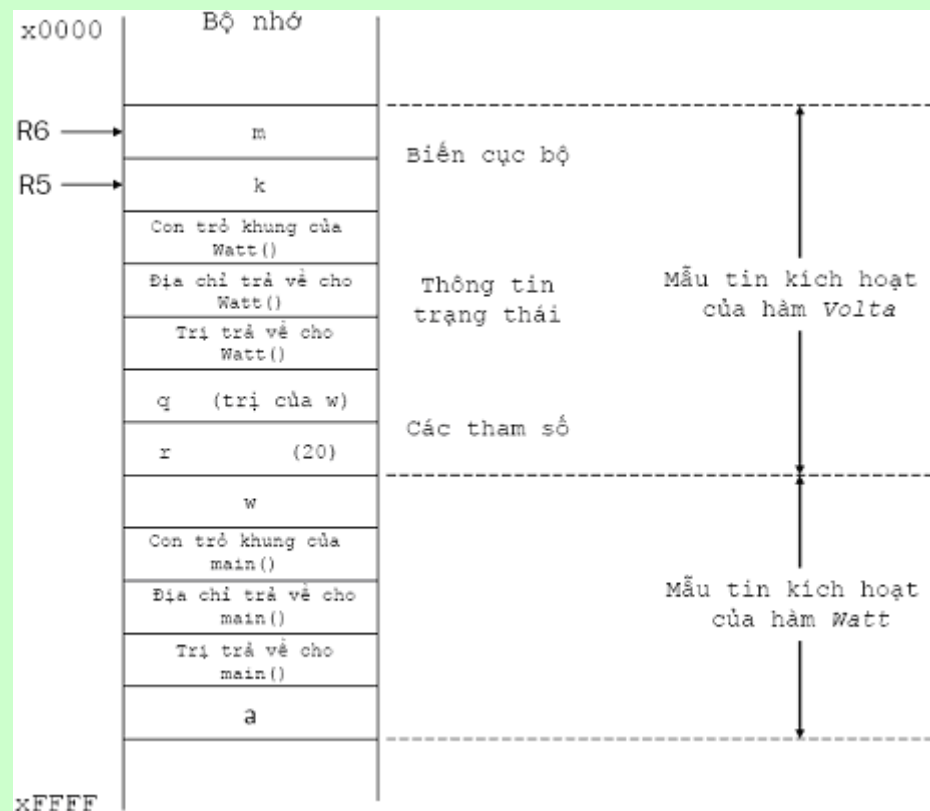 x0000
Bộ nhớ
R6
m
Biến cục bộ
R5
k
Con trỏ khung của
Watt()
Địa chỉ trả về cho
Watt()
Thông tin
trạng thái
Mẫu tin kích hoạt
của hàm Volta
Trị trả về cho
Watt()
q (trị của w)
Các tham số
r (20)
w
Con trỏ khung của
main()
Địa chỉ trả về cho
main()
Mẫu tin kích hoạt
của hàm Watt
Trị trả về cho
main()
a
xFFFF